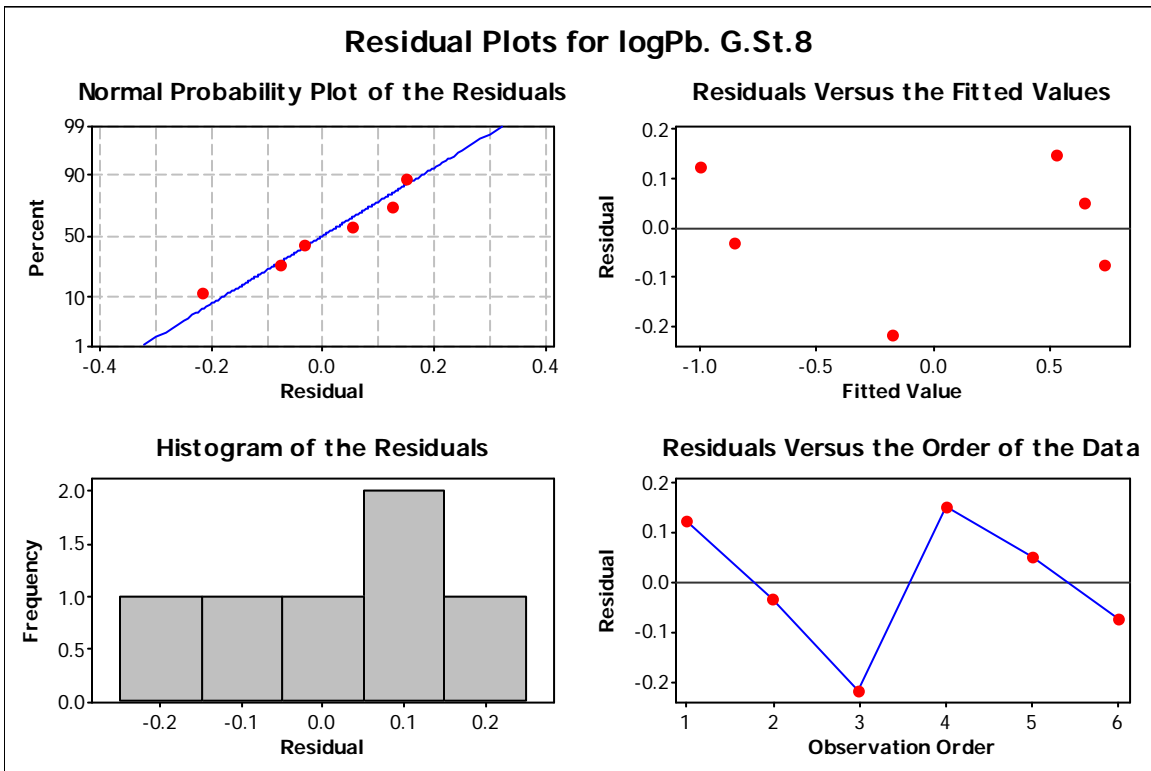 Residual Plots for logPb. G.St.8
Normal Probability Plot of the Residuals
99
90
50
10
1
Percent
-0.4 -0.2 0.0 0.2 0.4
Residual
Residuals Versus the Fitted Values
0.2
0.1
0.0
-0.1
-0.2
Residual
-1.0 -0.5 0.0 0.5
Fitted Value
Histogram of the Residuals
2.0
1.5
1.0
0.5
0.0
Frequency
-0.2 -0.1 0.0 0.1 0.2
Residual
Residuals Versus the Order of the Data
0.2
0.1
0.0
-0.1
-0.2
Residual
1 2 3 4 5 6
Observation Order